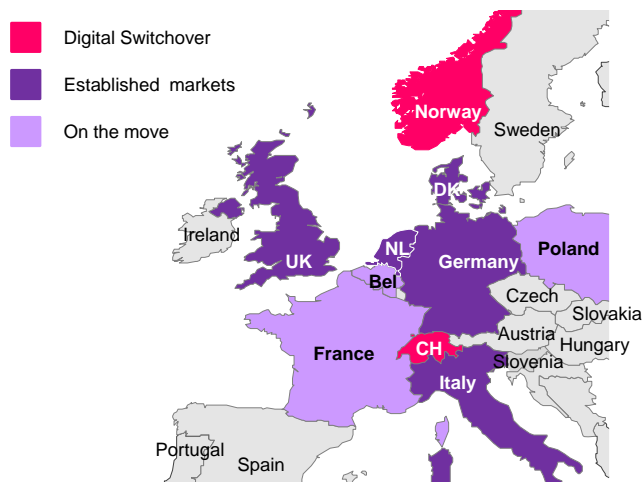 Digital Switchover
Established markets
On the move
Norway
Sweden
DK
Ireland
UK
NL
Germany
Poland
Bel
Czech
Slovakia
Austria
Hungary
France
CH
Slovenia
Italy
Portugal
Spain